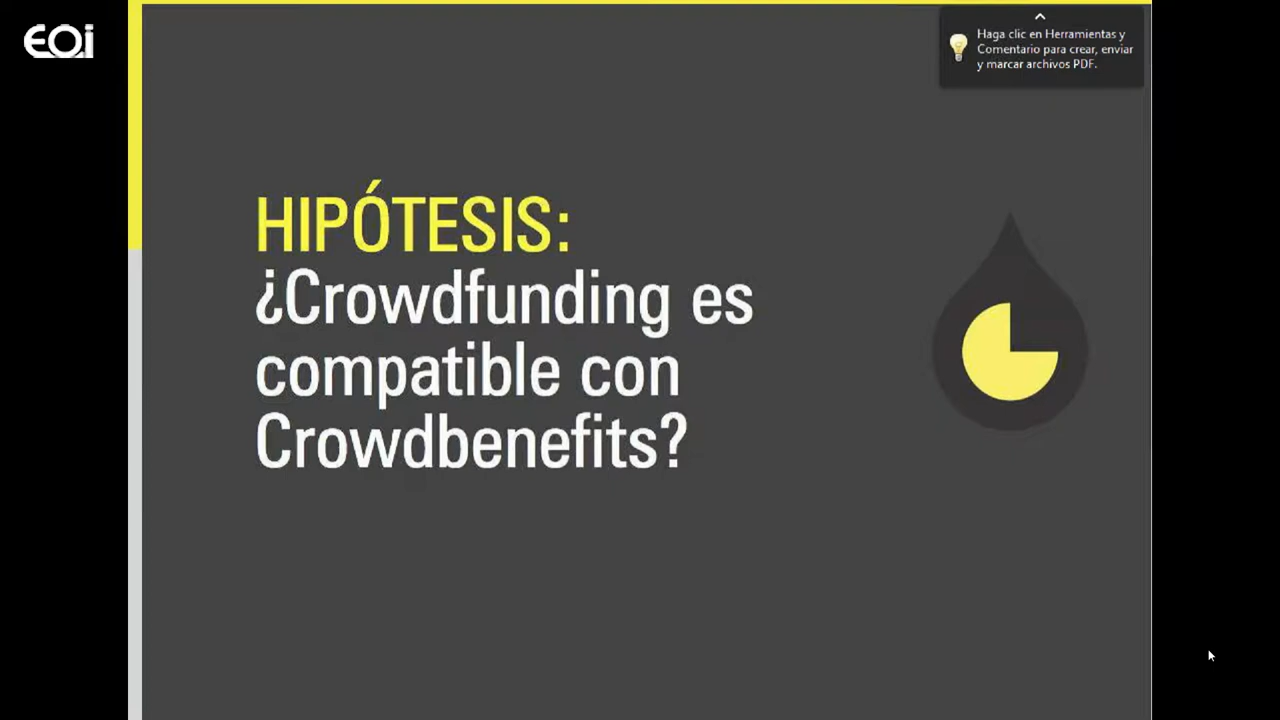 EOi
Haga clic en Herramientas y
Comentario para crear, enviar
y marcar archivos PDF.
HIPÓTESIS:
¿Crowdfunding es
compatible con
Crowdbenefits?